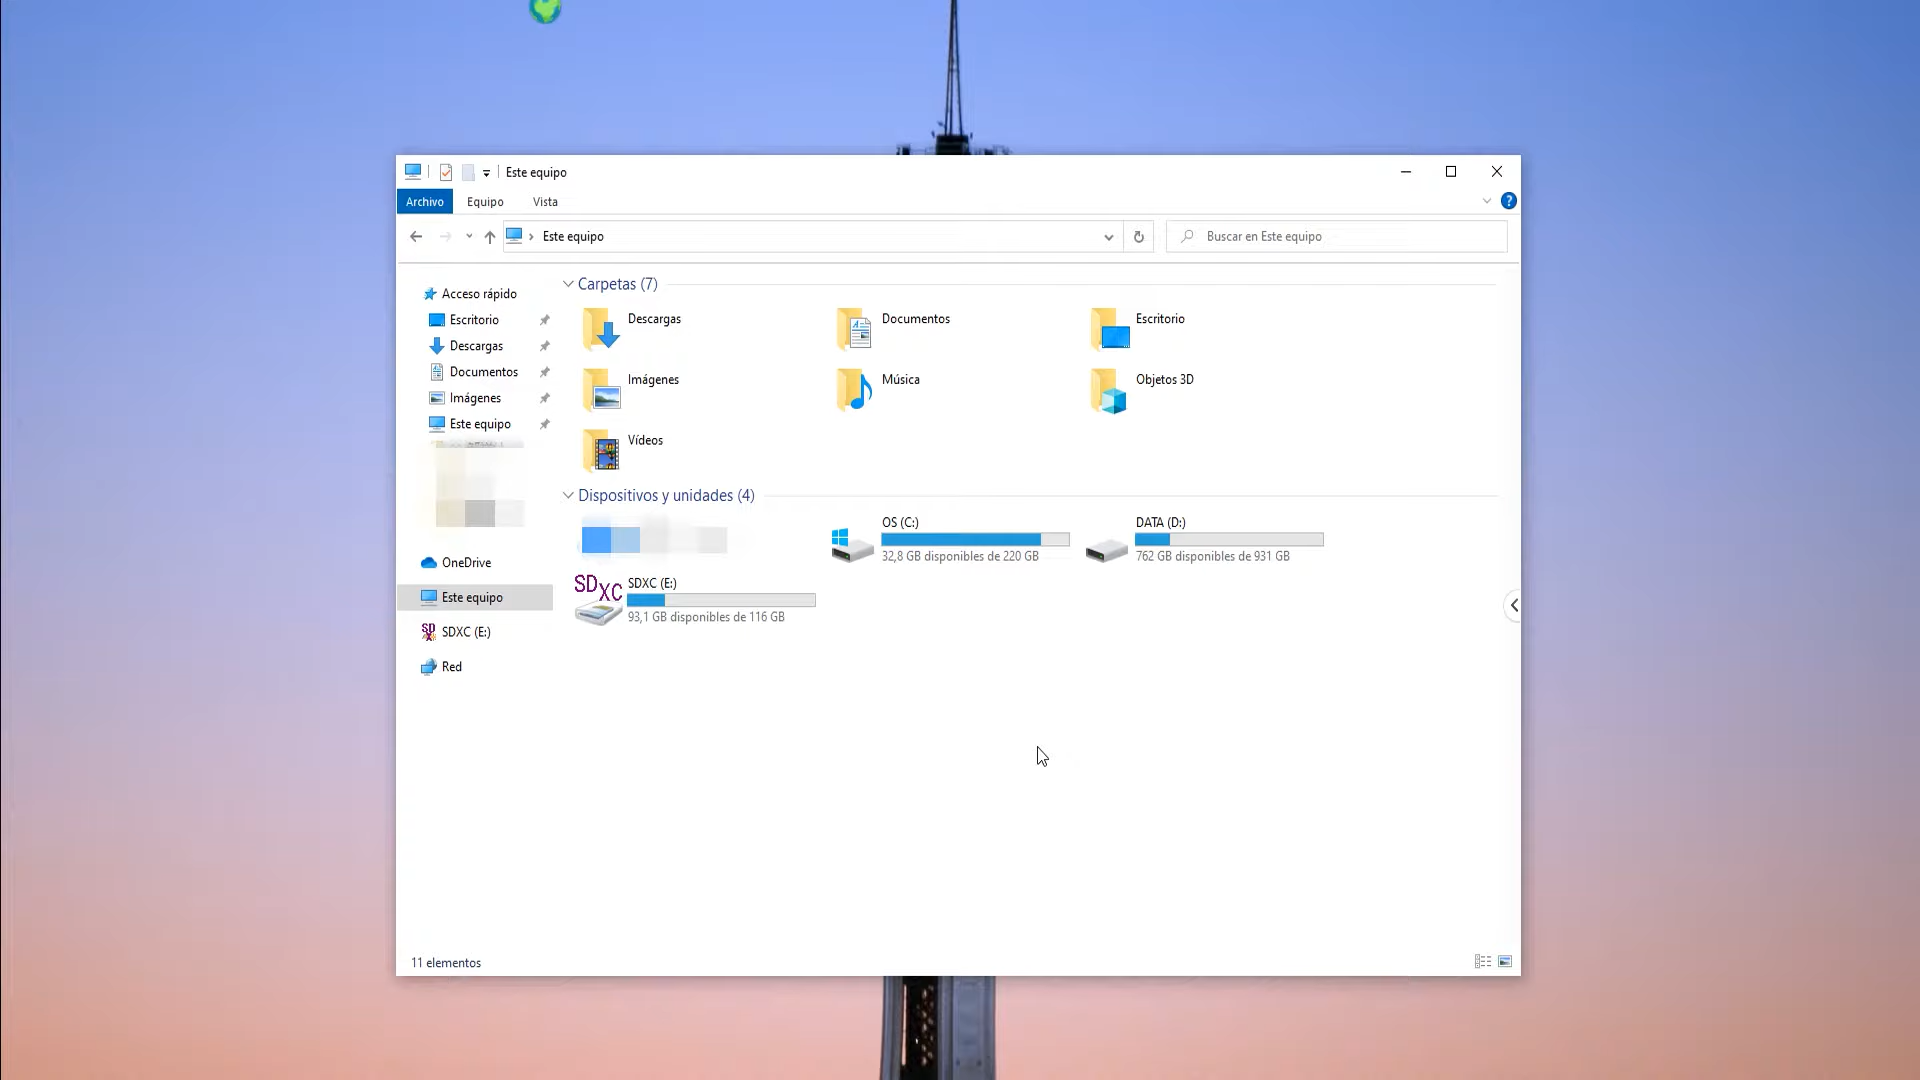 Este equipo
Archivo
Equipo
Vista
?
Este equipo
Buscar en Este equipo
Acceso rápido
Escritorio
Descargas
Documentos
Imágenes
Este equipo
OneDrive
Este equipo
SDXC (E:)
Red
Carpetas (7)
Descargas
Documentos
Escritorio
Imágenes
Música
Objetos 3D
Vídeos
Dispositivos y unidades (4)
OS (C:)
32,8 GB disponibles de 220 GB
DATA (D:)
762 GB disponibles de 931 GB
SDXC
SDXC (E:)
93,1 GB disponibles de 116 GB
11 elementos